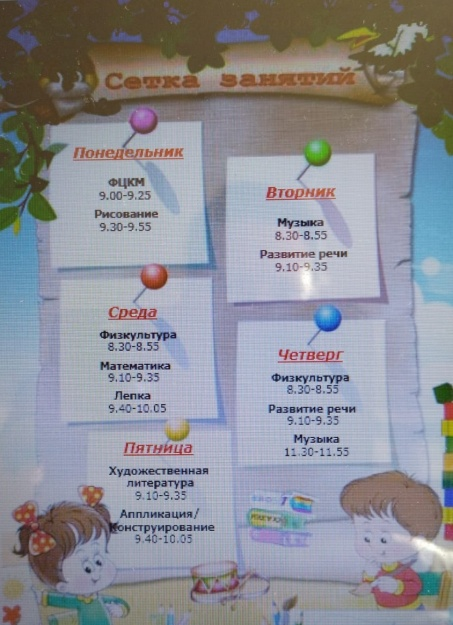 Сетка занятий
Понедельник
ФЦКМ
9.00-9.25
Рисование
9.30-9.55
Вторник
Музыка
8.30-8.55
Развитие речи
9.10-9.35
Среда
Физкультура
8.30-8.55
Математика
9.10-9.35
Лепка
9.40-10.05
Четверг
Физкультура
8.30-8.55
Развитие речи
9.10-9.35
Музыка
11.30-11.55
Пятница
Художественная
литература
9.10-9.35
Аппликация/
Конструирование
9.40-10.05